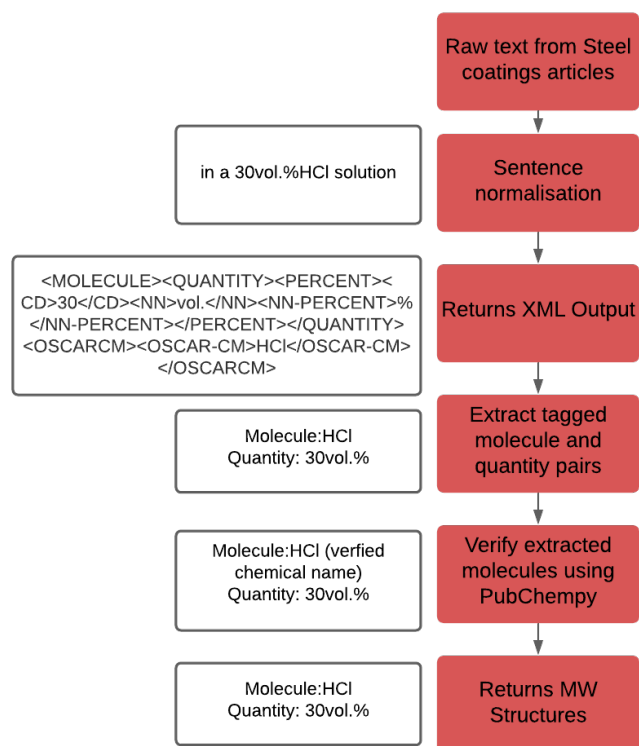 Raw text from Steel
coatings articles
in a 30vol.%HCl solution
Sentence
normalisation
<MOLECULE><QUANTITY><PERCENT><
CD>30</CD><NN>vol.</NN><NN-PERCENT>%
</NN-PERCENT></PERCENT></QUANTITY>
<OSCARCM><OSCAR-CM>HCl</OSCAR-CM>
</OSCARCM>
Returns XML Output
Molecule:HCl
Quantity: 30vol.%
Extract tagged
molecule and
quantity pairs
Molecule:HCl (verfied
chemical name)
Quantity: 30vol.%
Verify extracted
molecules using
PubChempy
Molecule:HCl
Quantity: 30vol.%
Returns MW
Structures